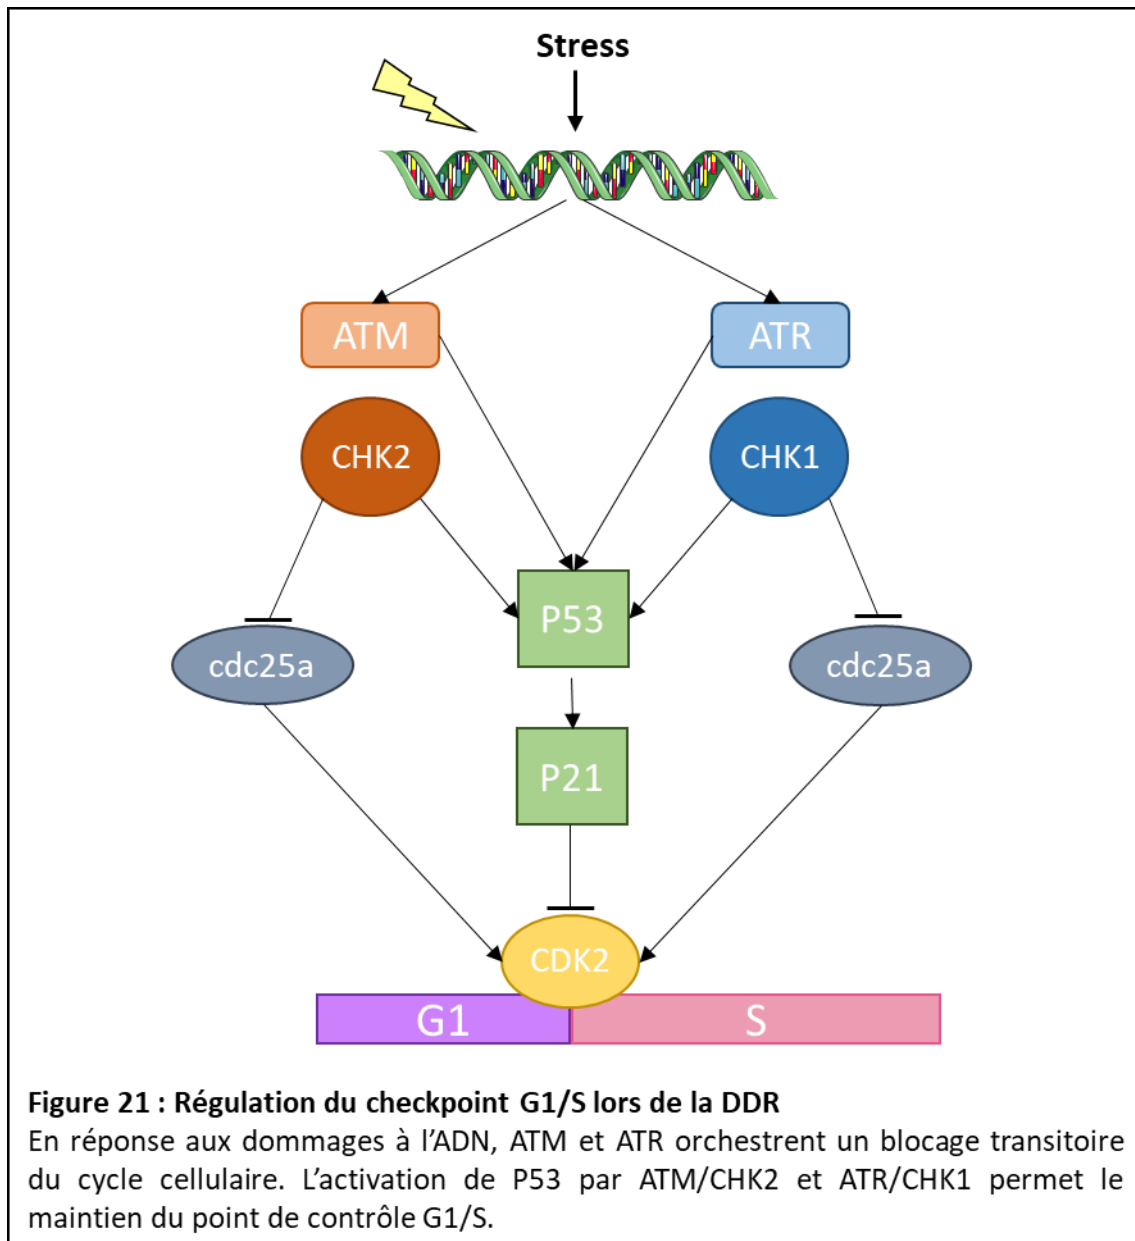 Stress
ATM
ATR
CHK2
CHK1
P53
cdc25a
cdc25a
P21
CDK2
G1
S
Figure 21 : Régulation du checkpoint G1/S lors de la DDR
En réponse aux dommages à l’ADN, ATM et ATR orchestrent un blocage transitoire
du cycle cellulaire. L’activation de P53 par ATM/CHK2 et ATR/CHK1 permet le
maintien du point de contrôle G1/S.